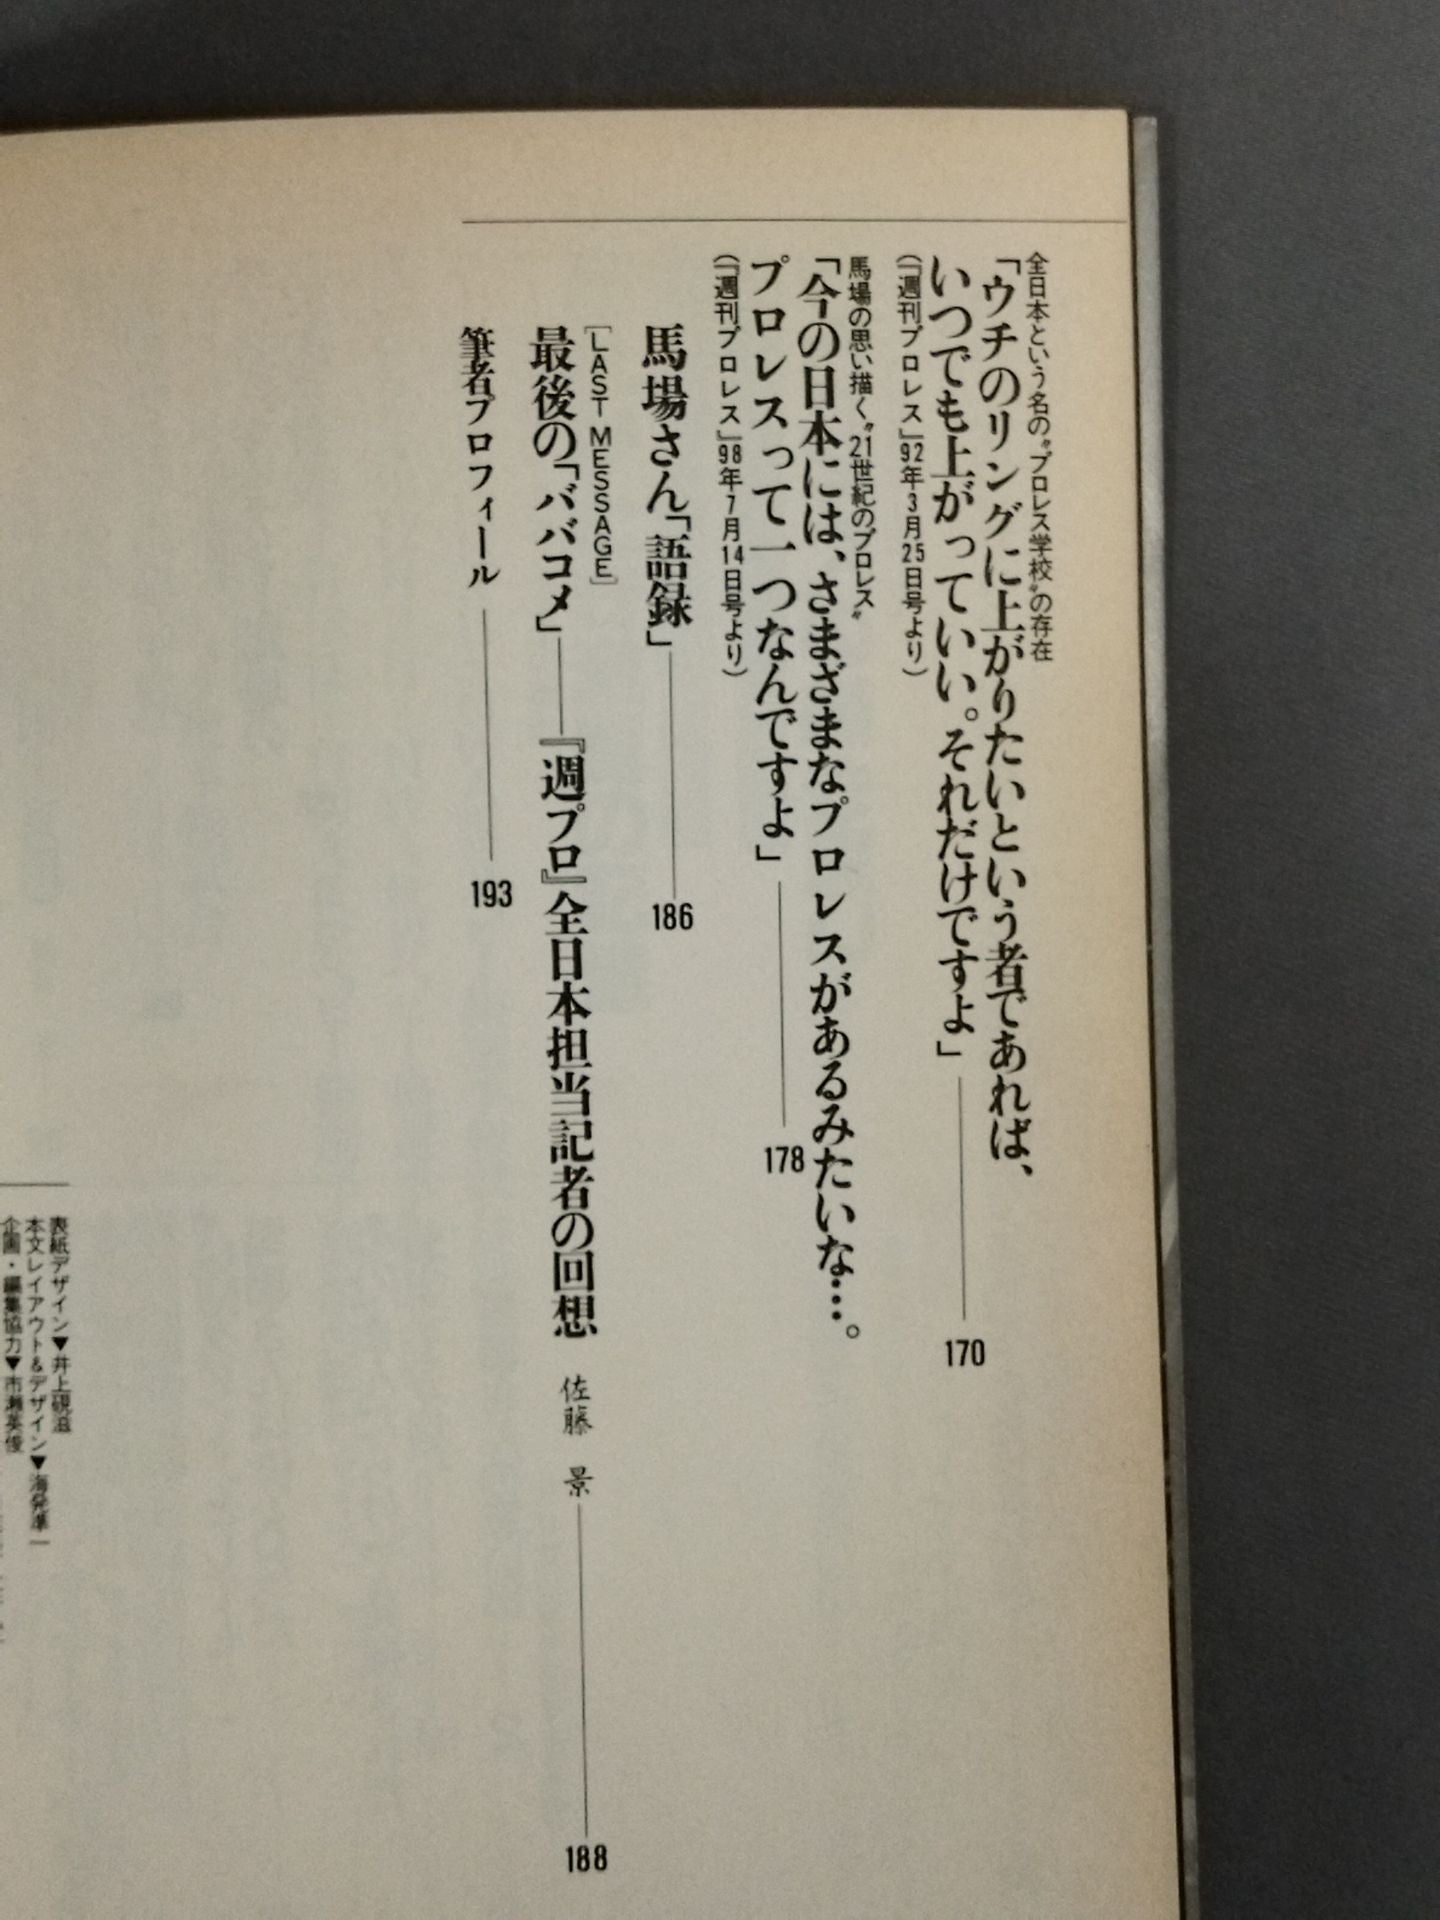 全日本という名の“プロレス学校”の存在
「ウチのリングに上がりたいという者であれば、
いつでも上がっていい。それだけですよ」 170
(『週刊プロレス』92年3月25日号より)
馬場の思い描く“21世紀のプロレス”
「今の日本には、さまざまなプロレスがあるみたいな…。
プロレスって一つなんですよ」 178
(『週刊プロレス』98年7月14日号より)
馬場さん「語録」 186
[LAST MESSAGE]
最後の「ババコメ」──『週プロ』全日本担当記者の回想 佐藤 景 188
筆者プロフィール 193
表紙デザイン▼井上
本文レイアウト&デザイン▼海発準一
企画・編集協力▼市瀬英俊